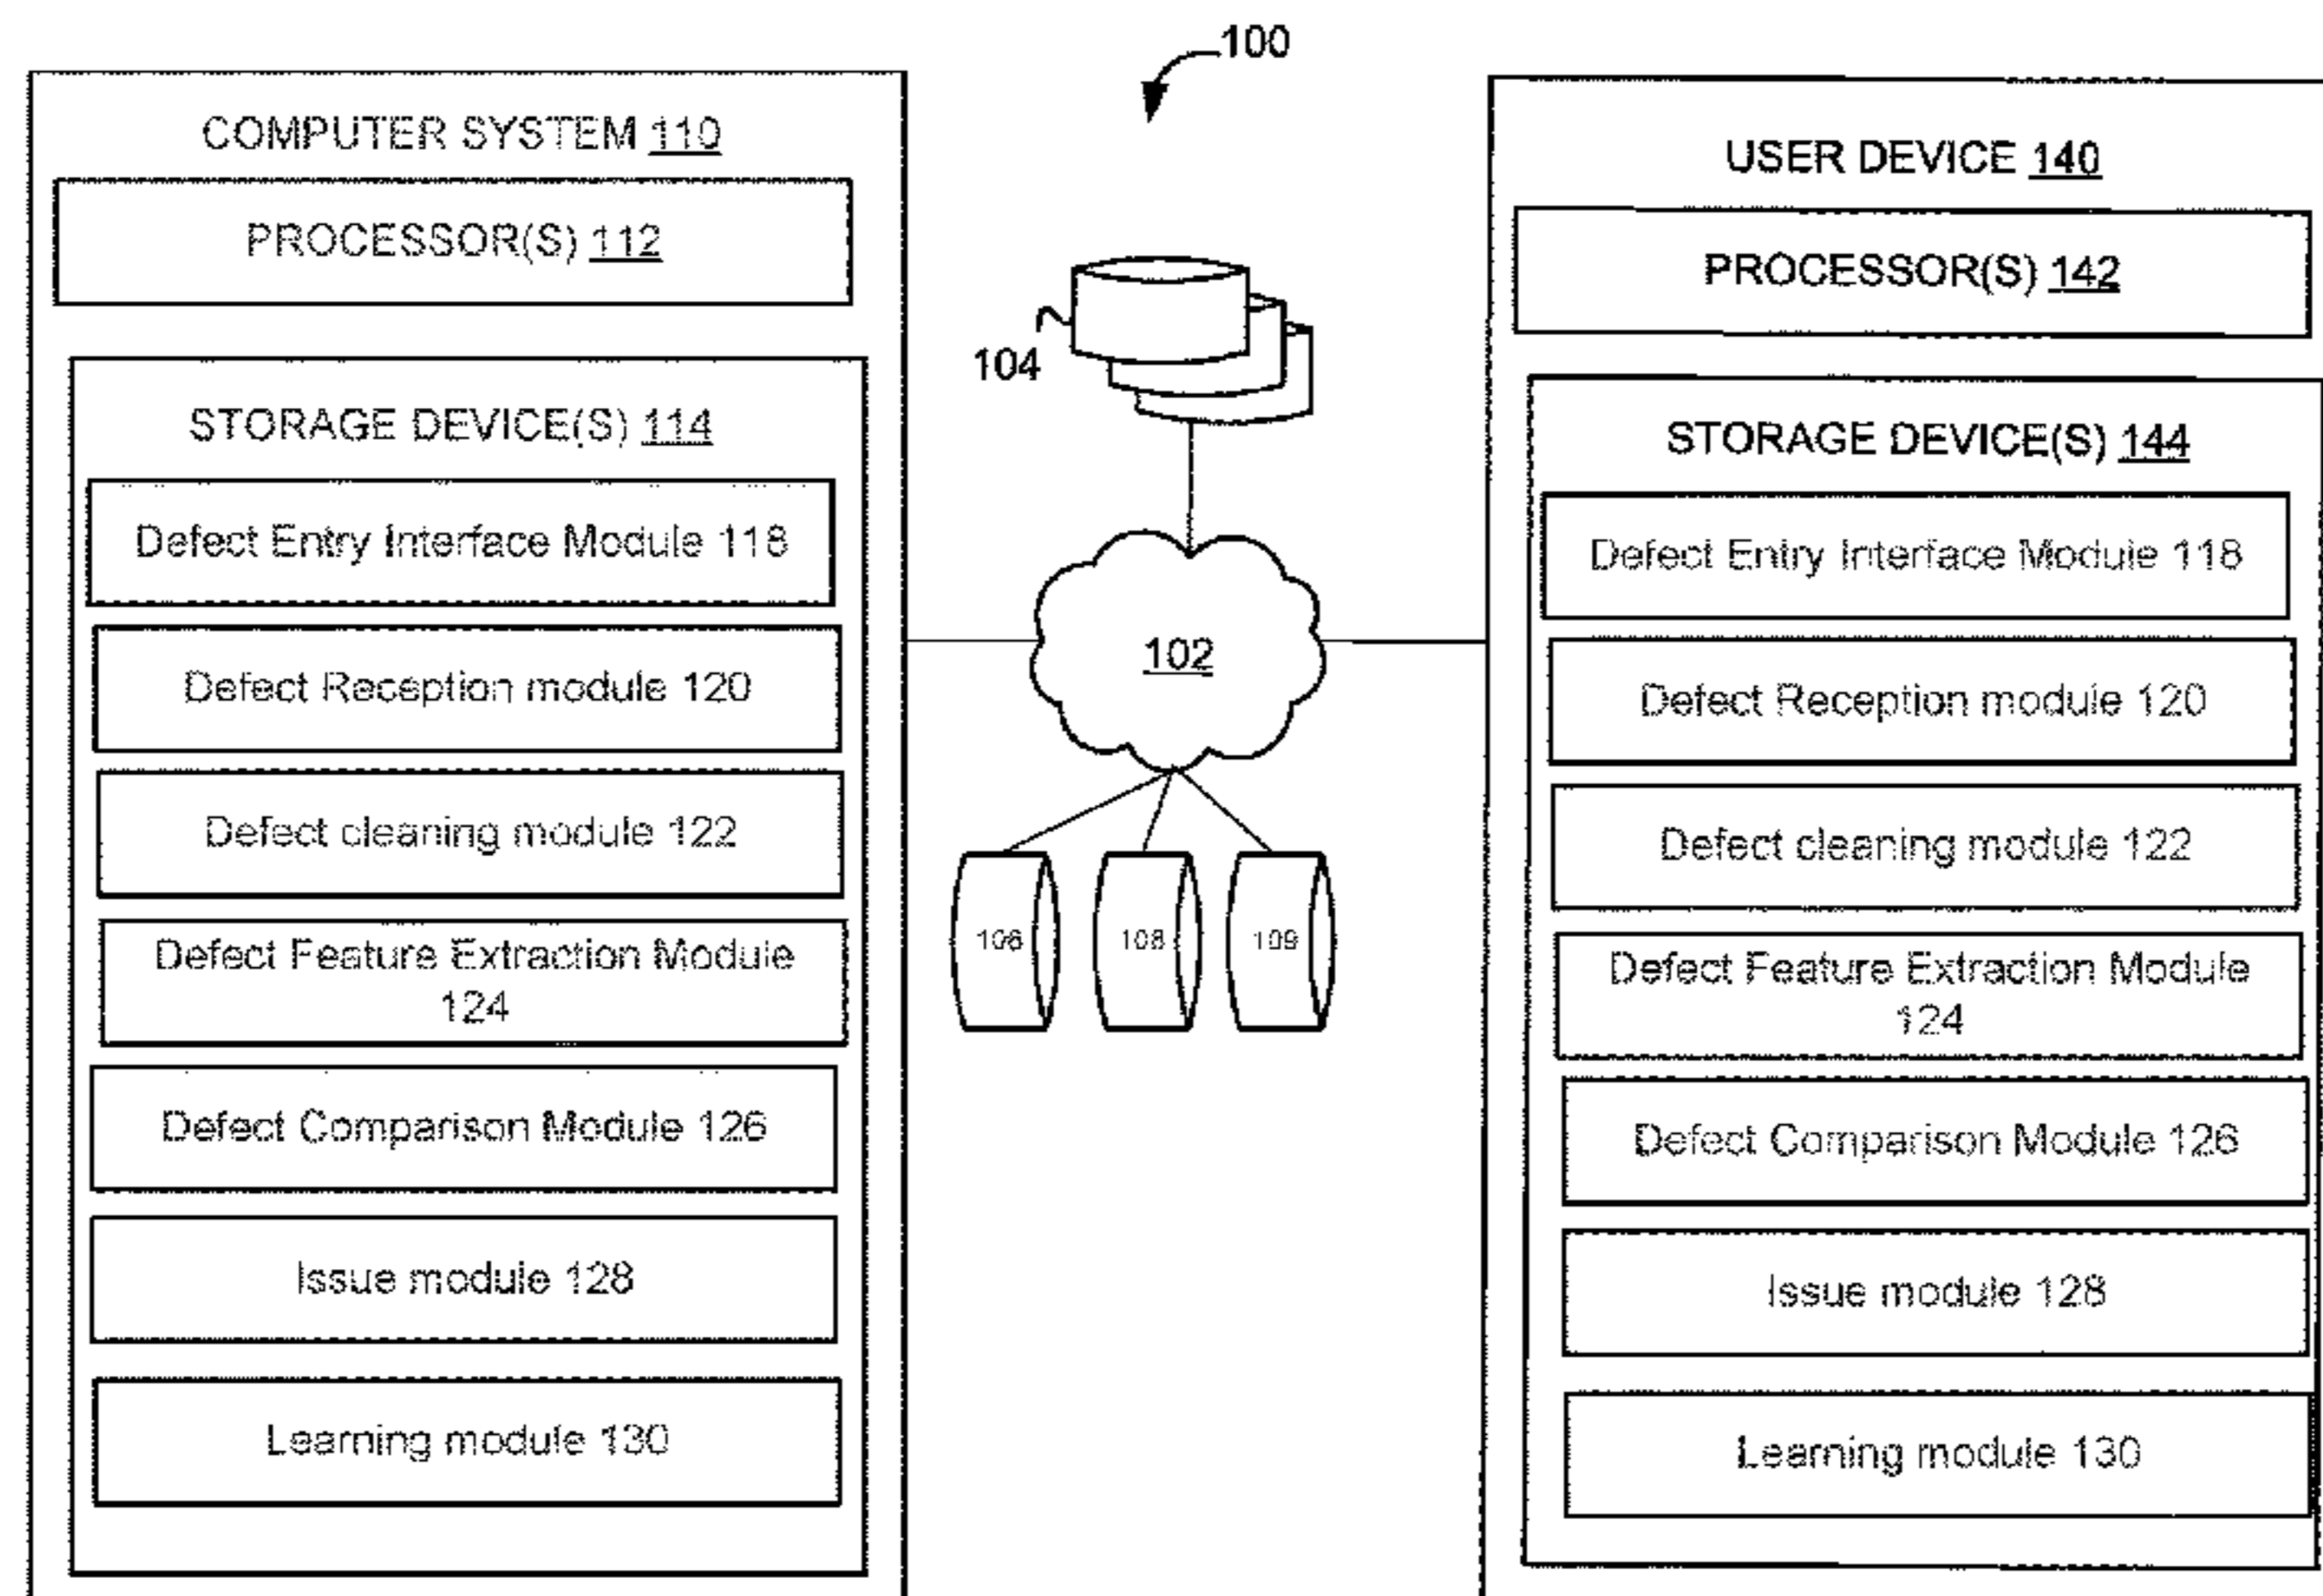 100
COMPUTER SYSTEM 110
PROCESSOR(S) 112
STORAGE DEVICE(S) 114
Defect Entry Interface Module 118
Defect Reception module 120
Defect cleaning module 122
Defect Feature Extraction Module
124
Defect Comparison Module 126
Issue module 128
Learning module 130
104
102
106
108
109
USER DEVICE 140
PROCESSOR(S) 142
STORAGE DEVICE(S) 144
Defect Entry Interface Module 118
Defect Reception module 120
Defect cleaning module 122
Defect Feature Extraction Module
124
Defect Comparison Module 126
Issue module 128
Learning module 130